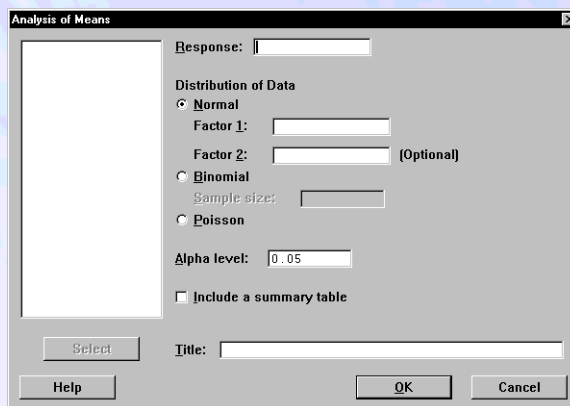 Analysis of Means
Response:
Distribution of Data
Normal
Factor 1:
Factor 2: (Optional)
Binomial
Sample size:
Poisson
Alpha level: 0.05
Include a summary table
Select
Title:
Help OK Cancel